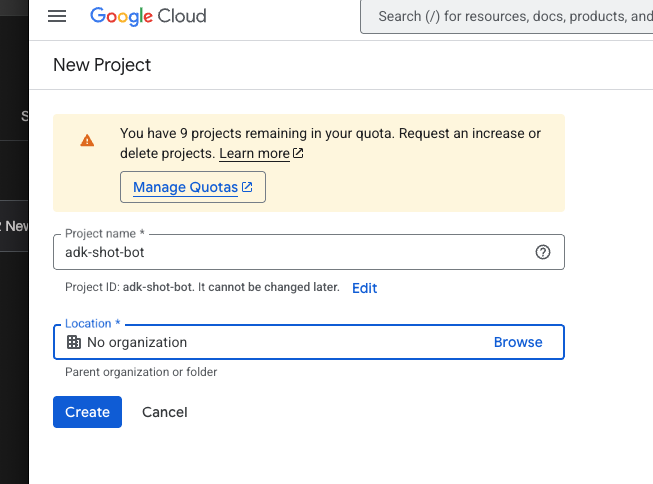 Google Cloud
Search (/) for resources, docs, products, and
New Project
You have 9 projects remaining in your quota. Request an increase or
delete projects. Learn more
Manage Quotas
Project name *
adk-shot-bot
Project ID: adk-shot-bot. It cannot be changed later. Edit
Location *
No organization Browse
Parent organization or folder
Create Cancel
S
2 New